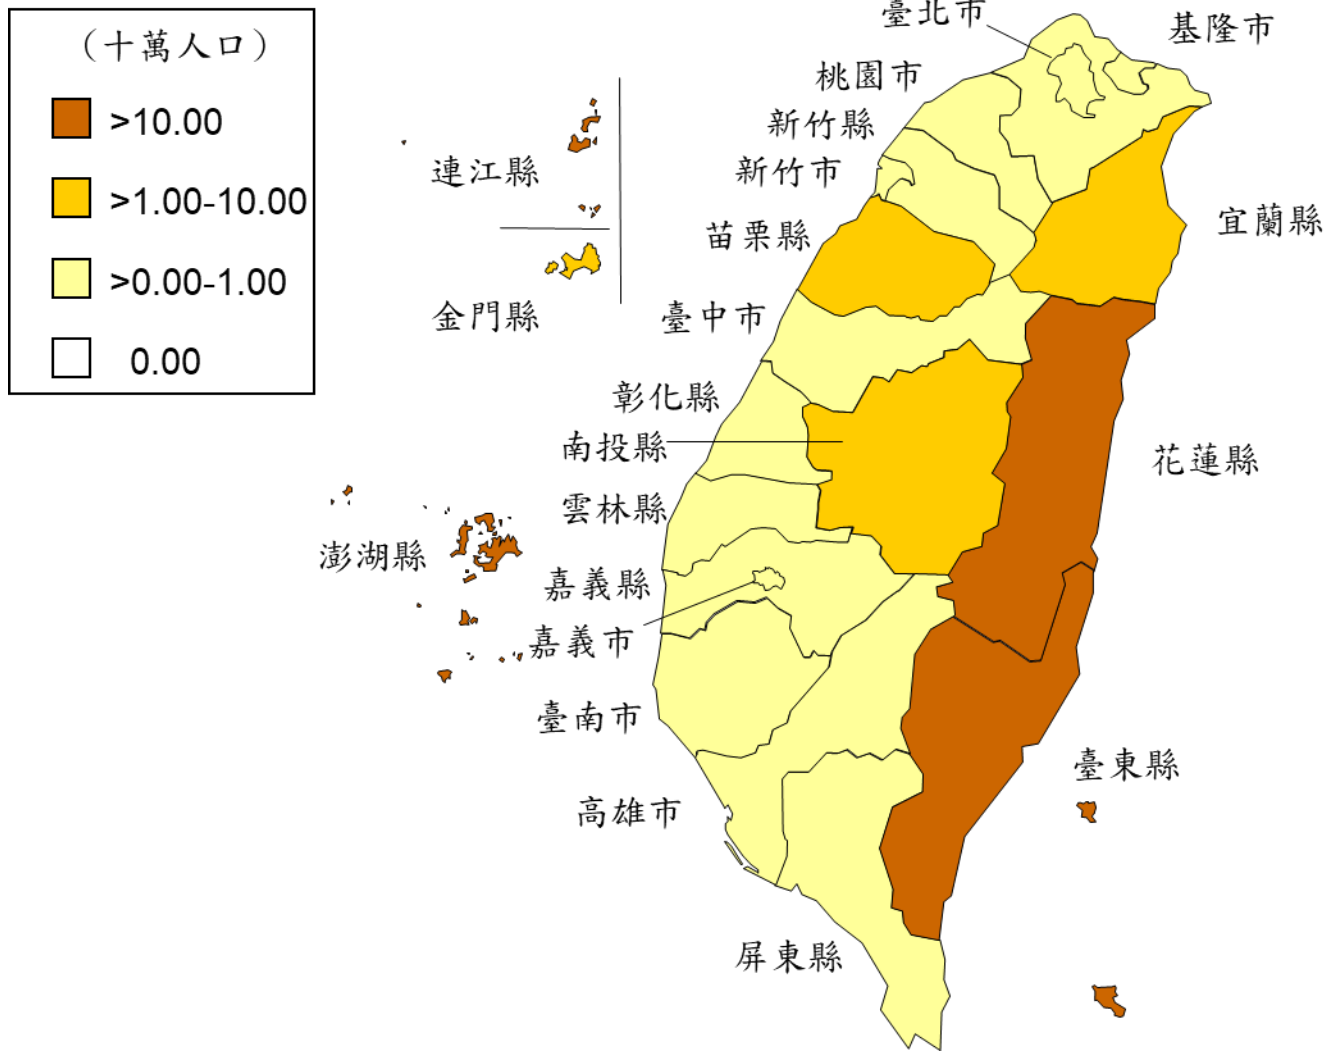 （十萬人口）
>10.00
>1.00-10.00
>0.00-1.00
0.00
臺北市
基隆市
桃園市
新竹縣
新竹市
連江縣
苗栗縣
宜蘭縣
金門縣
臺中市
彰化縣
南投縣
花蓮縣
雲林縣
澎湖縣
嘉義縣
嘉義市
臺南市
臺東縣
高雄市
屏東縣